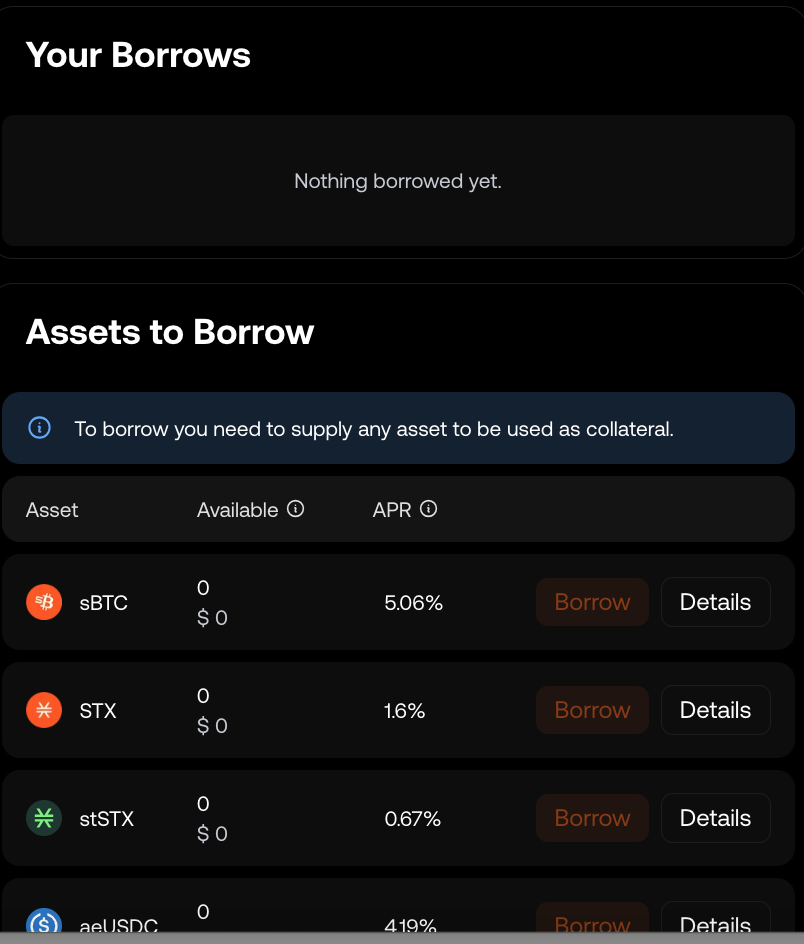 Your Borrows
Nothing borrowed yet.
Assets to Borrow
To borrow you need to supply any asset to be used as collateral.
Asset Available APR
sBTC 0 $ 0 5.06% Borrow Details
STX 0 $ 0 1.6% Borrow Details
stSTX 0 $ 0 0.67% Borrow Details
aeUSDC 0 4.19% Borrow Details